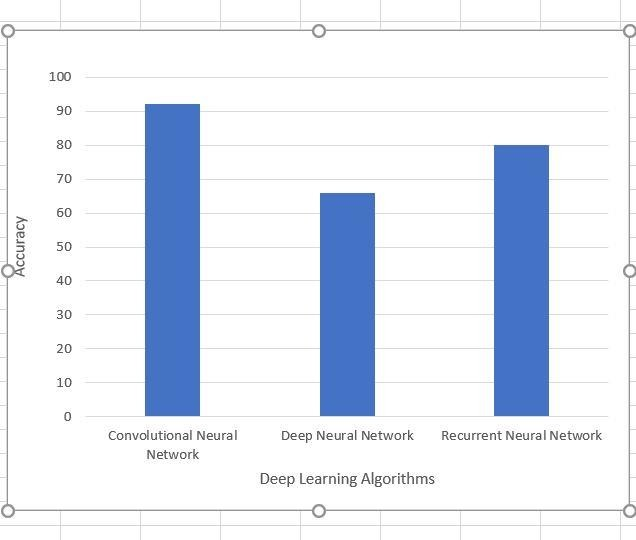 100
90
80
70
60
50
40
30
20
10
0
Accuracy
Convolutional Neural
Network
Deep Neural Network
Recurrent Neural Network
Deep Learning Algorithms